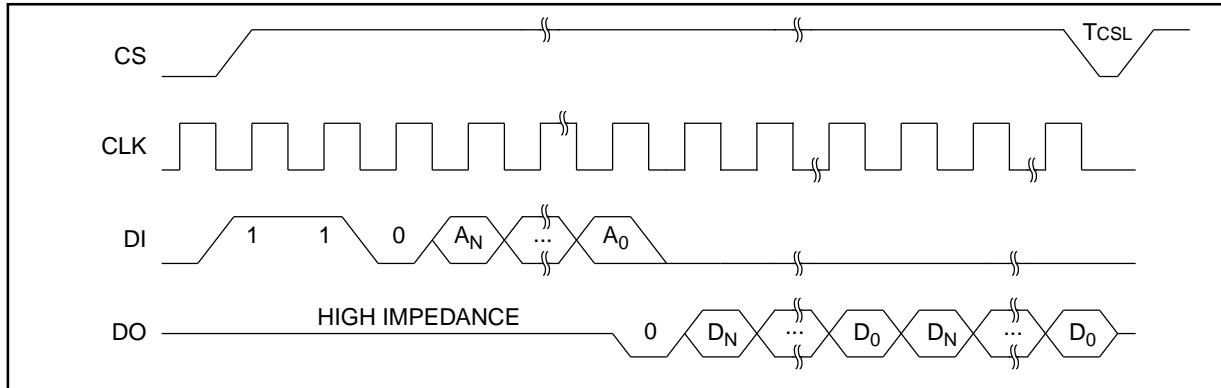 CS TCSL
CLK
DI 1 1 0 AN ... A0
HIGH IMPEDANCE
DO 0 DN ... D0 DN ... D0